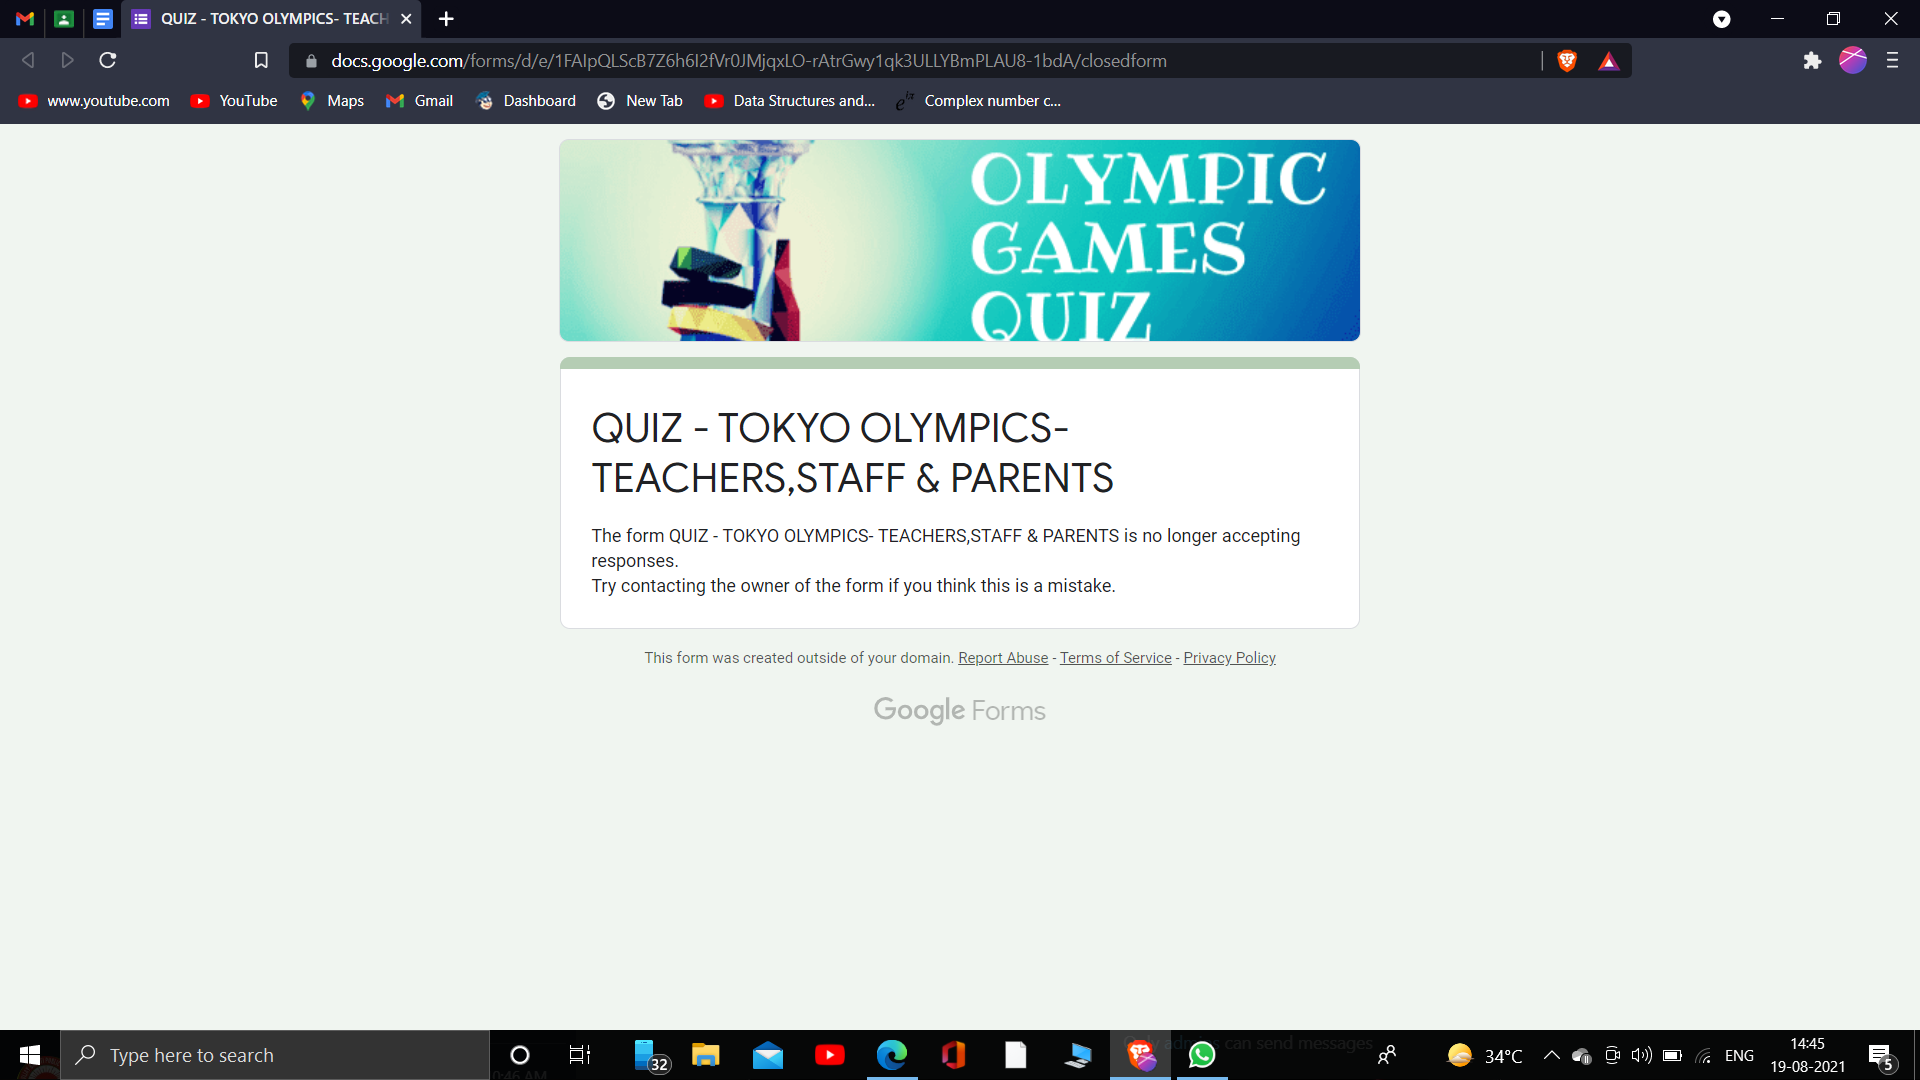 QUIZ - TOKYO OLYMPICS- TEACH
docs.google.com/forms/d/e/1FAIpQLScB7Z6h6I2fVr0JMjqxLO-rAtrGwy1qk3ULLYBmPLAU8-1bdA/closedform
www.youtube.com YouTube Maps Gmail Dashboard New Tab Data Structures and... Complex number c...
OLYMPIC
GAMES
QUIZ
QUIZ - TOKYO OLYMPICS-
TEACHERS,STAFF & PARENTS
The form QUIZ - TOKYO OLYMPICS- TEACHERS,STAFF & PARENTS is no longer accepting
responses.
Try contacting the owner of the form if you think this is a mistake.
This form was created outside of your domain. Report Abuse - Terms of Service - Privacy Policy
Google Forms
Type here to search
32
can send messages
34°C
ENG
14:45
19-08-2021
5